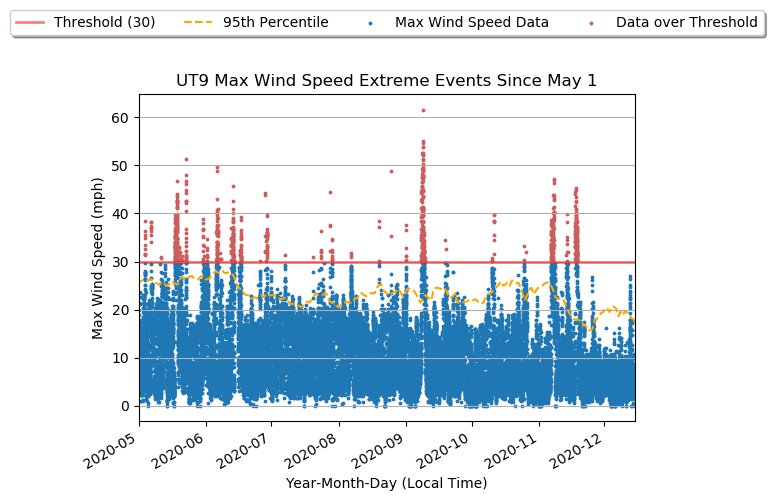 Threshold (30) 95th Percentile Max Wind Speed Data Data over Threshold
UT9 Max Wind Speed Extreme Events Since May 1
Max Wind Speed (mph)
60
50
40
30
20
10
0
2020-05 2020-06 2020-07 2020-08 2020-09 2020-10 2020-11 2020-12
Year-Month-Day (Local Time)